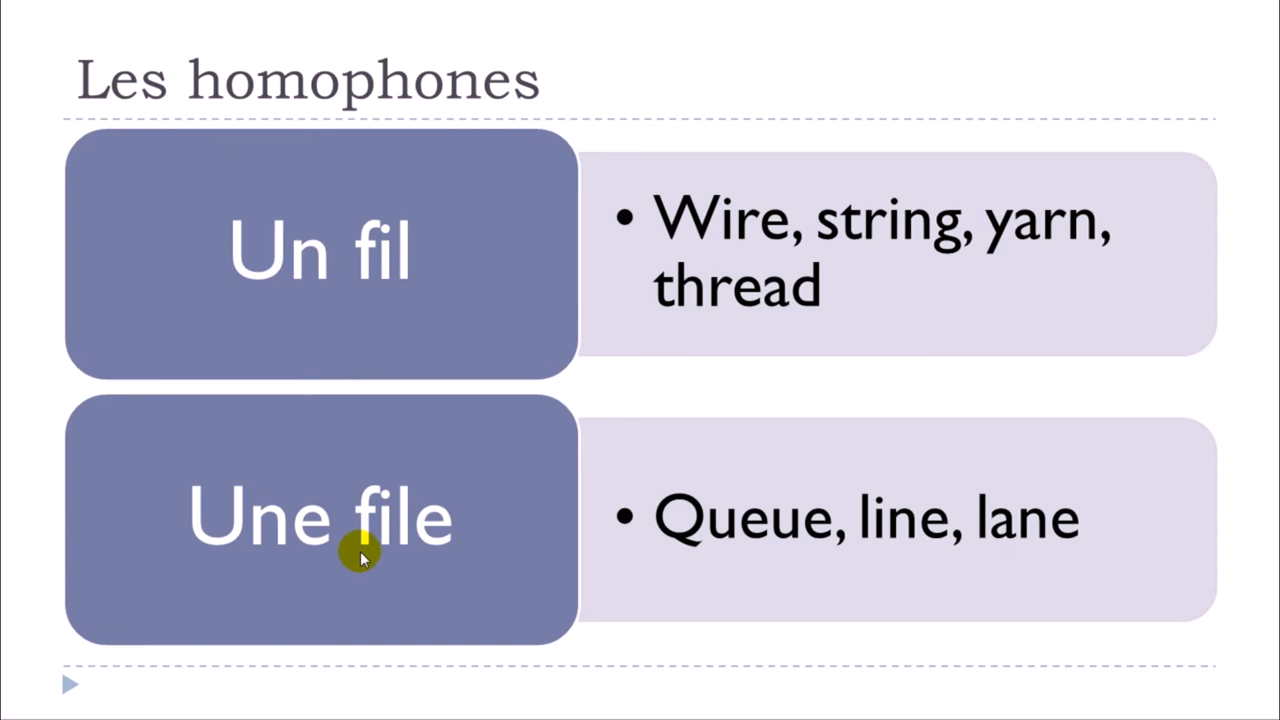 Les homophones
Un fil
• Wire, string, yarn,
thread
Une file
• Queue, line, lane